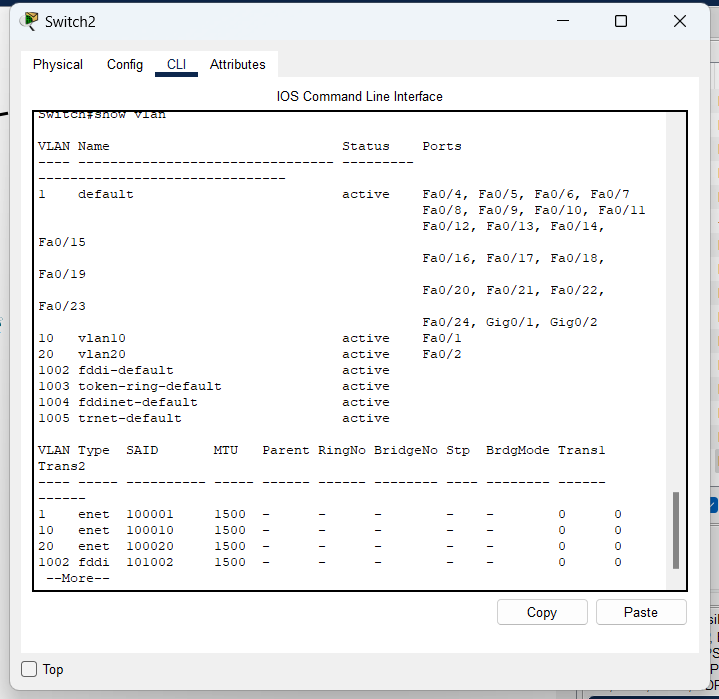 Switch2
Physical Config CLI Attributes
IOS Command Line Interface
Switch#show vlan
VLAN Name                             Status    Ports
---- -------------------------------- ---------
-------------------------------
1    default                          active    Fa0/4, Fa0/5, Fa0/6, Fa0/7
                                                Fa0/8, Fa0/9, Fa0/10, Fa0/11
                                                Fa0/12, Fa0/13, Fa0/14,
Fa0/15
                                                Fa0/16, Fa0/17, Fa0/18,
Fa0/19
                                                Fa0/20, Fa0/21, Fa0/22,
Fa0/23
                                                Fa0/24, Gig0/1, Gig0/2
10   vlan10                           active    Fa0/1
20   vlan20                           active    Fa0/2
1002 fddi-default                     active
1003 token-ring-default               active
1004 fddinet-default                  active
1005 trnet-default                    active
VLAN Type  SAID       MTU   Parent RingNo BridgeNo Stp  BrdgMode Trans1
Trans2
---- ----- ---------- ----- ------ ------ -------- ---- -------- ------
------
1    enet  100001     1500  -      -      -        -    -        0      0
10   enet  100010     1500  -      -      -        -    -        0      0
20   enet  100020     1500  -      -      -        -    -        0      0
1002 fddi  101002     1500  -      -      -        -    -        0      0
 --More--
Copy Paste
Top